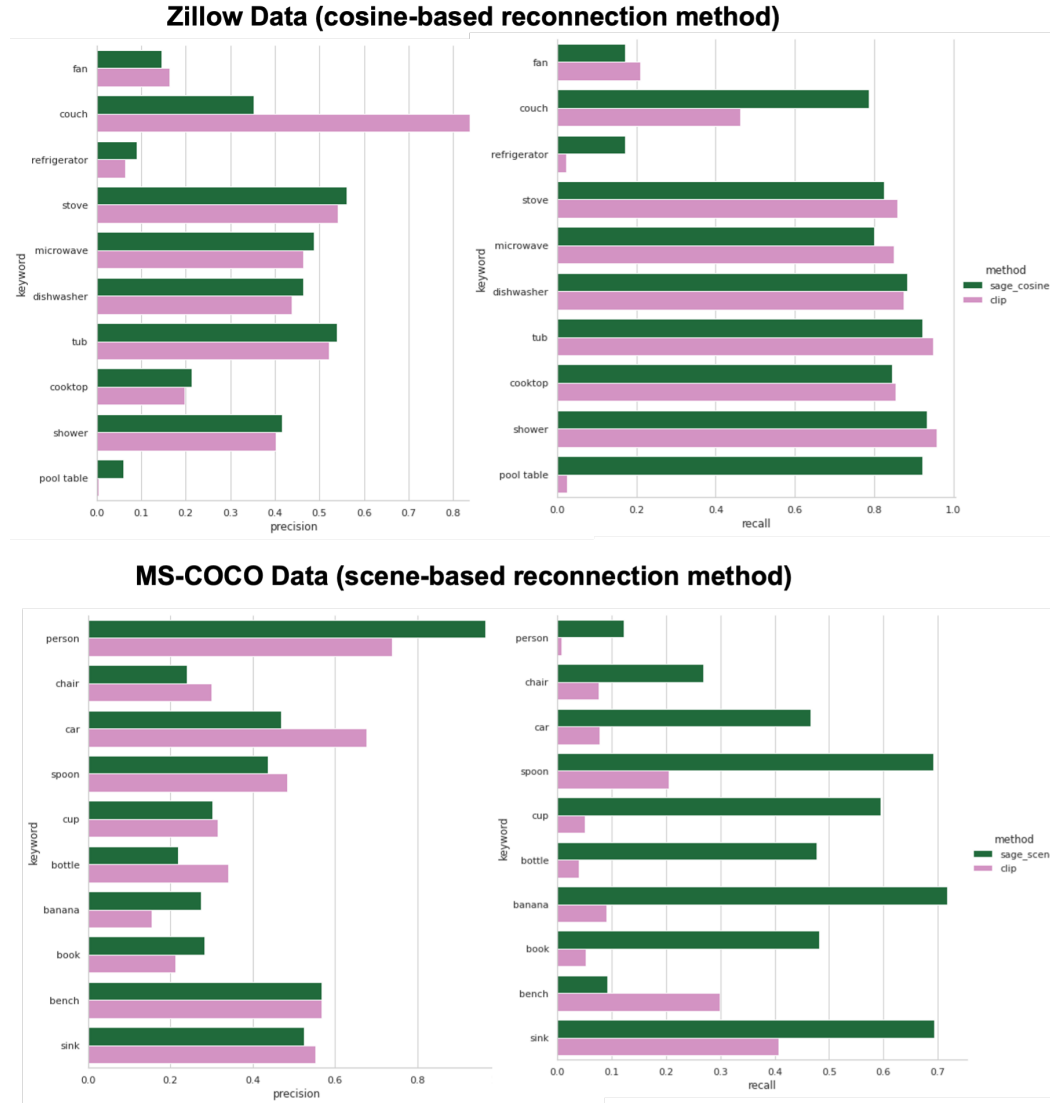 Zillow Data (cosine-based reconnection method)
fan
couch
refrigerator
stove
microwave
dishwasher
tub
cooktop
shower
pool table
keyword
0.0 0.1 0.2 0.3 0.4 0.5 0.6 0.7 0.8
precision
fan
couch
refrigerator
stove
microwave
dishwasher
tub
cooktop
shower
pool table
keyword
0.0 0.2 0.4 0.6 0.8 1.0
recall
method
sage_cosine
clip
MS-COCO Data (scene-based reconnection method)
person
chair
car
spoon
cup
bottle
banana
book
bench
sink
keyword
0.0 0.2 0.4 0.6 0.8
precision
person
chair
car
spoon
cup
bottle
banana
book
bench
sink
keyword
0.0 0.1 0.2 0.3 0.4 0.5 0.6 0.7
recall
method
sage_scen
clip